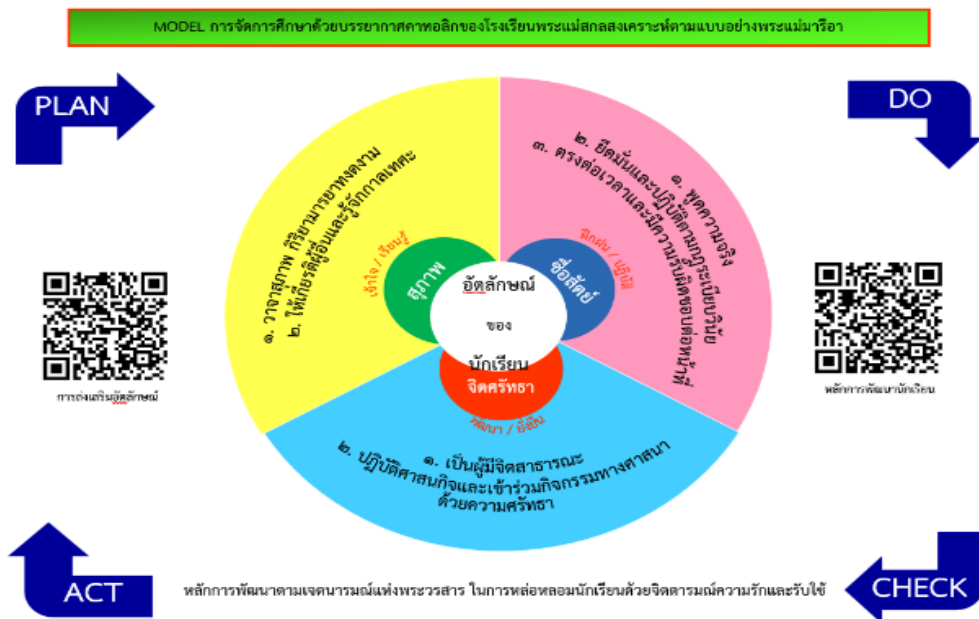 MODEL การจัดการศึกษาด้วยบรรยากาศคาทอลิกของโรงเรียนพระแม่สกลสงเคราะห์ตามแบบอย่างพระแม่มารีอา
PLAN
DO
๑. วาจาสุภาพ กิริยามารยาทงดงาม
๒. ให้เกียรติผู้อื่นและรู้จักกาลเทศะ
เข้าใจ / เรียนรู้
สุภาพ
๑. พูดความจริง
๒. ยึดมั่นและปฏิบัติตามกฎระเบียบวินัย
๓. ตรงต่อเวลาและมีความรับผิดชอบต่อหน้าที่
ฝึกฝน / ปฏิบัติ
ซื่อสัตย์
อัตลักษณ์
ของ
นักเรียน
จิตศรัทธา
พัฒนา / ยั่งยืน
๑. เป็นผู้มีจิตสาธารณะ
๒. ปฏิบัติศาสนกิจและเข้าร่วมกิจกรรมทางศาสนา
ด้วยความศรัทธา
การส่งเสริมอัตลักษณ์
หลักการพัฒนานักเรียน
ACT
หลักการพัฒนาตามเจตนารมณ์แห่งพระวรสาร ในการหล่อหลอมนักเรียนด้วยจิตตารมณ์ความรักและรับใช้
CHECK